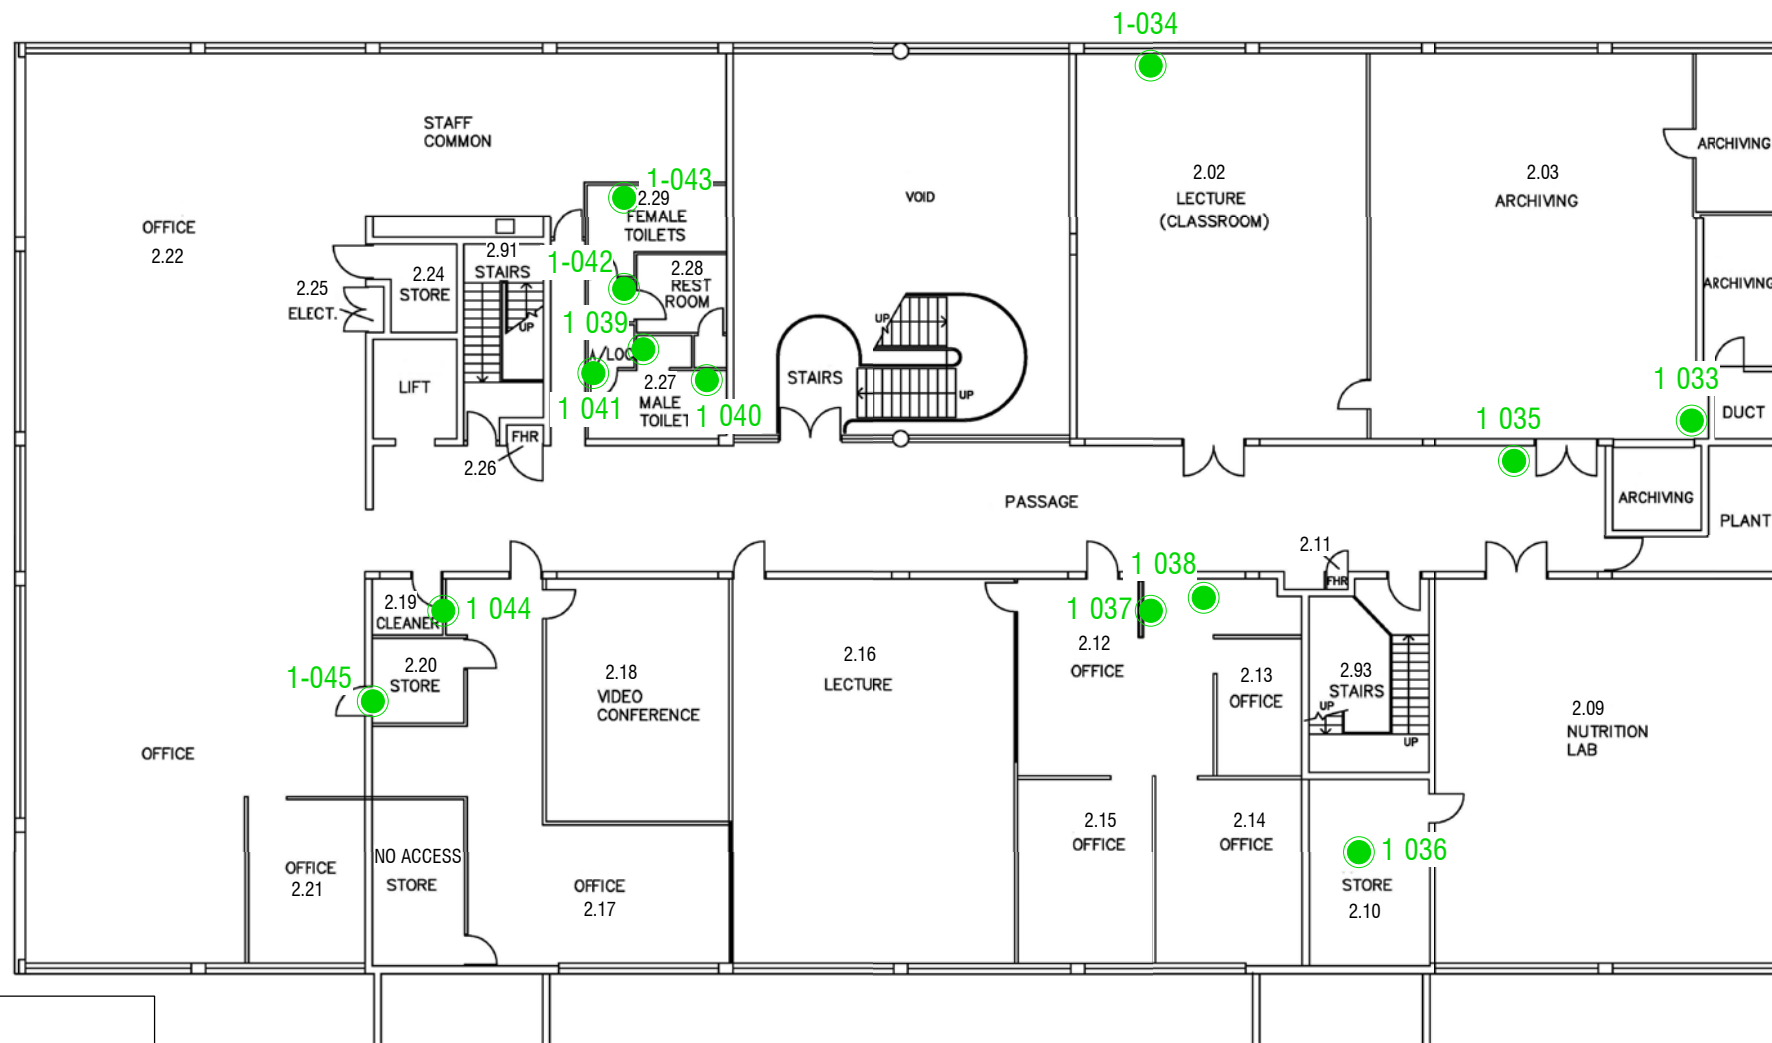 1-034
STAFF
COMMON
ARCHIVING
1-043
2.29
FEMALE
TOILETS
VOID
2.02
LECTURE
(CLASSROOM)
2.03
ARCHIVING
OFFICE
2.22
2.91
STAIRS
1-042
2.24
STORE
2.28
REST
ROOM
2.25
ELECT.
ARCHIVING
UP
UP
1 039
A/LOC
LIFT
2.27
MALE
TOILET
STAIRS
UP
1 033
1 041
1 040
1 035
DUCT
FHR
2.26
PASSAGE
ARCHIVING
PLANT
2.11
FHR
1 038
2.19
CLEANER
1 044
1 037
2.12
OFFICE
2.20
STORE
1-045
2.18
VIDEO
CONFERENCE
2.16
LECTURE
2.13
OFFICE
2.93
STAIRS
UP
UP
2.09
NUTRITION
LAB
OFFICE
2.15
OFFICE
2.14
OFFICE
1 036
NO ACCESS
STORE
OFFICE
2.21
OFFICE
2.17
STORE
2.10